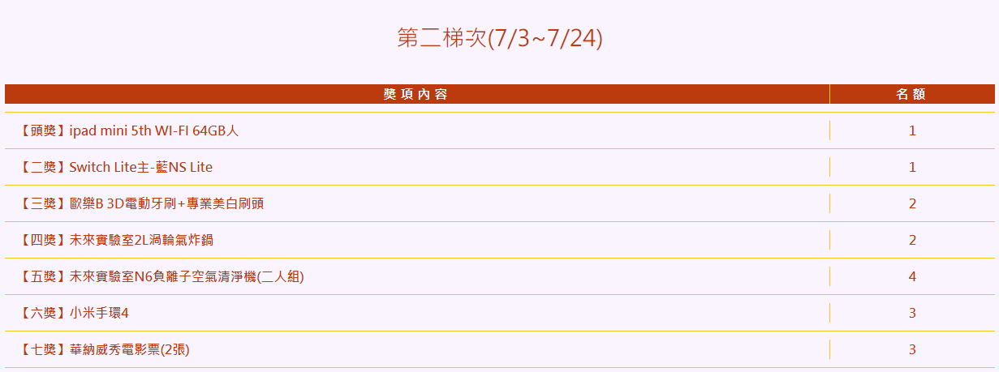 第二梯次(7/3~7/24)
獎項內容 名額
【頭獎】ipad mini 5th WI-FI 64GB人 1
【二獎】Switch Lite主-藍NS Lite 1
【三獎】歐樂B 3D電動牙刷+專業美白刷頭 2
【四獎】未來實驗室2L渦輪氣炸鍋 2
【五獎】未來實驗室N6負離子空氣清淨機(二人組) 4
【六獎】小米手環4 3
【七獎】華納威秀電影票(2張) 3